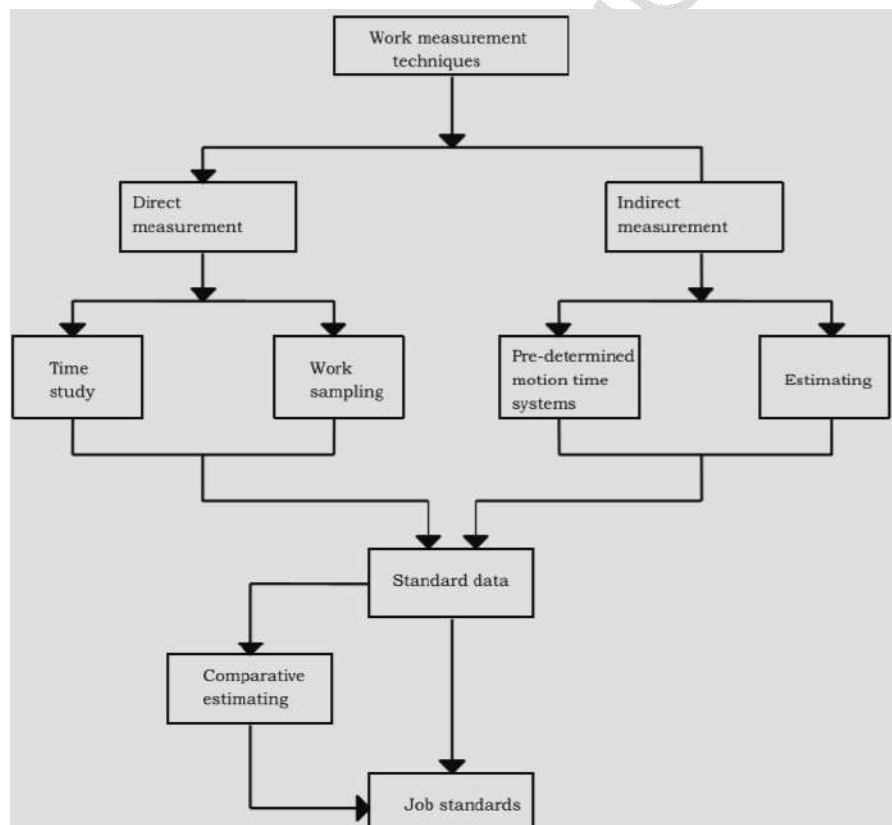 Work measurement
techniques
Direct
measurement
Indirect
measurement
Time
study
Work
sampling
Pre-determined
motion time
systems
Estimating
Standard data
Comparative
estimating
Job standards